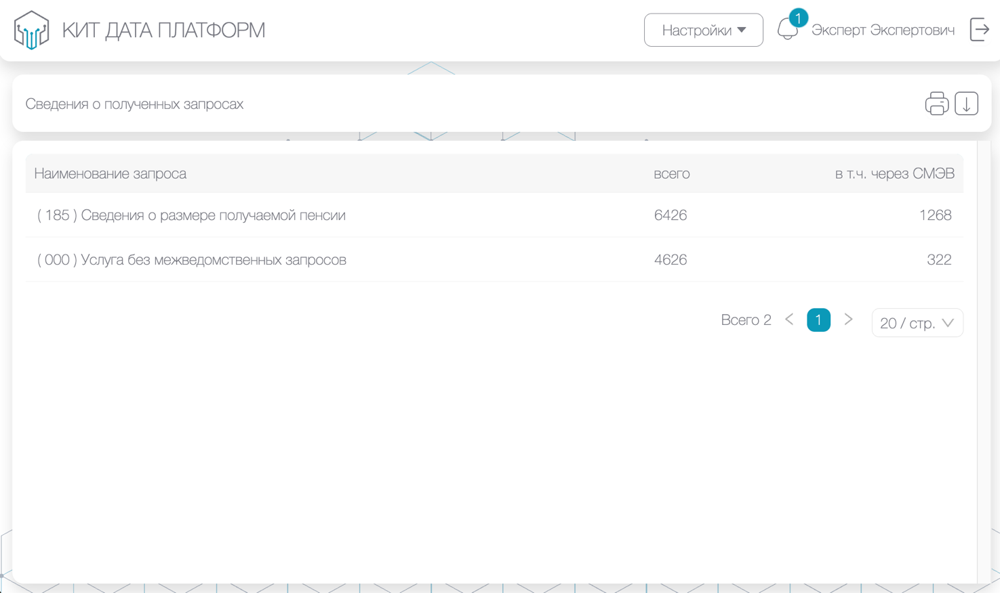 КИТ ДАТА ПЛАТФОРМ
Настройки
1
Эксперт Экспертович
Сведения о полученных запросах
Наименование запроса всего в т.ч. через СМЭВ
( 185 ) Сведения о размере получаемой пенсии 6426 1268
( 000 ) Услуга без межведомственных запросов 4626 322
Всего 2 1 20 / стр.